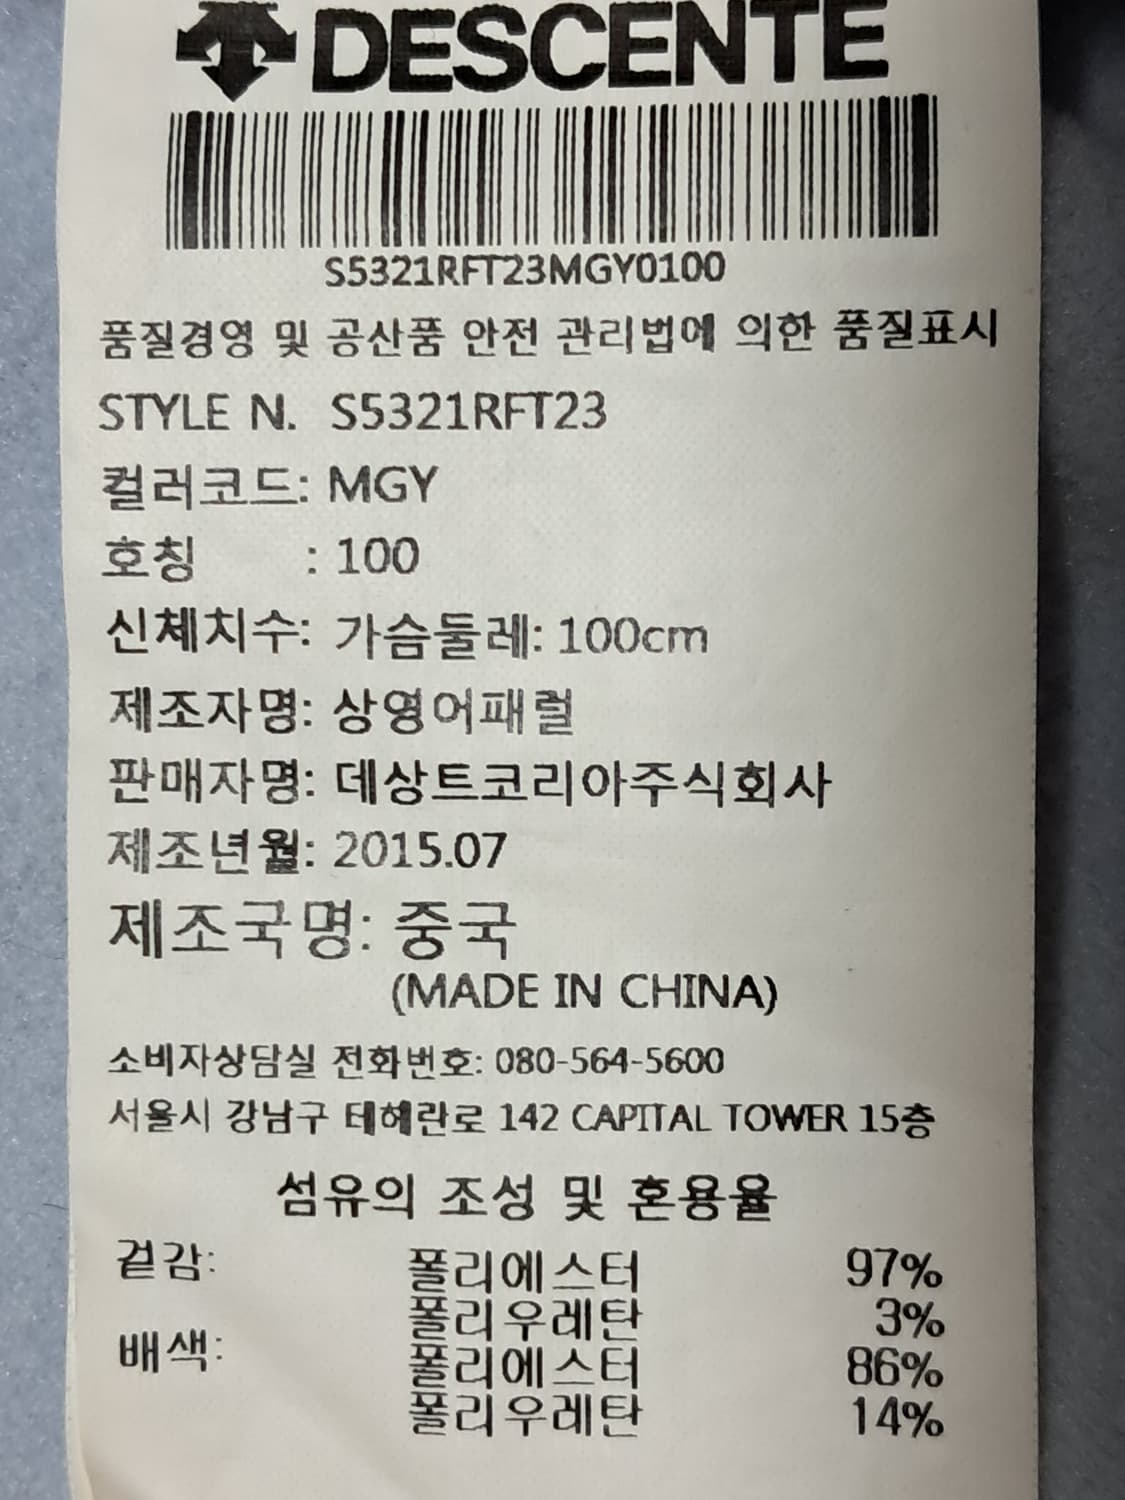 DESCENTE
S5321RFT23MGY0100
품질경영 및 공산품 안전 관리법에 의한 품질표시
STYLE N. S5321RFT23
컬러코드: MGY
호칭 : 100
신체치수: 가슴둘레: 100cm
제조자명: 상영어패럴
판매자명: 데상트코리아주식회사
제조년월: 2015.07
제조국명: 중국
(MADE IN CHINA)
소비자상담실 전화번호: 080-564-5600
서울시 강남구 테헤란로 142 CAPITAL TOWER 15층
섬유의 조성 및 혼용율
겉감: 폴리에스터 97%
폴리우레탄 3%
배색: 폴리에스터 86%
폴리우레탄 14%